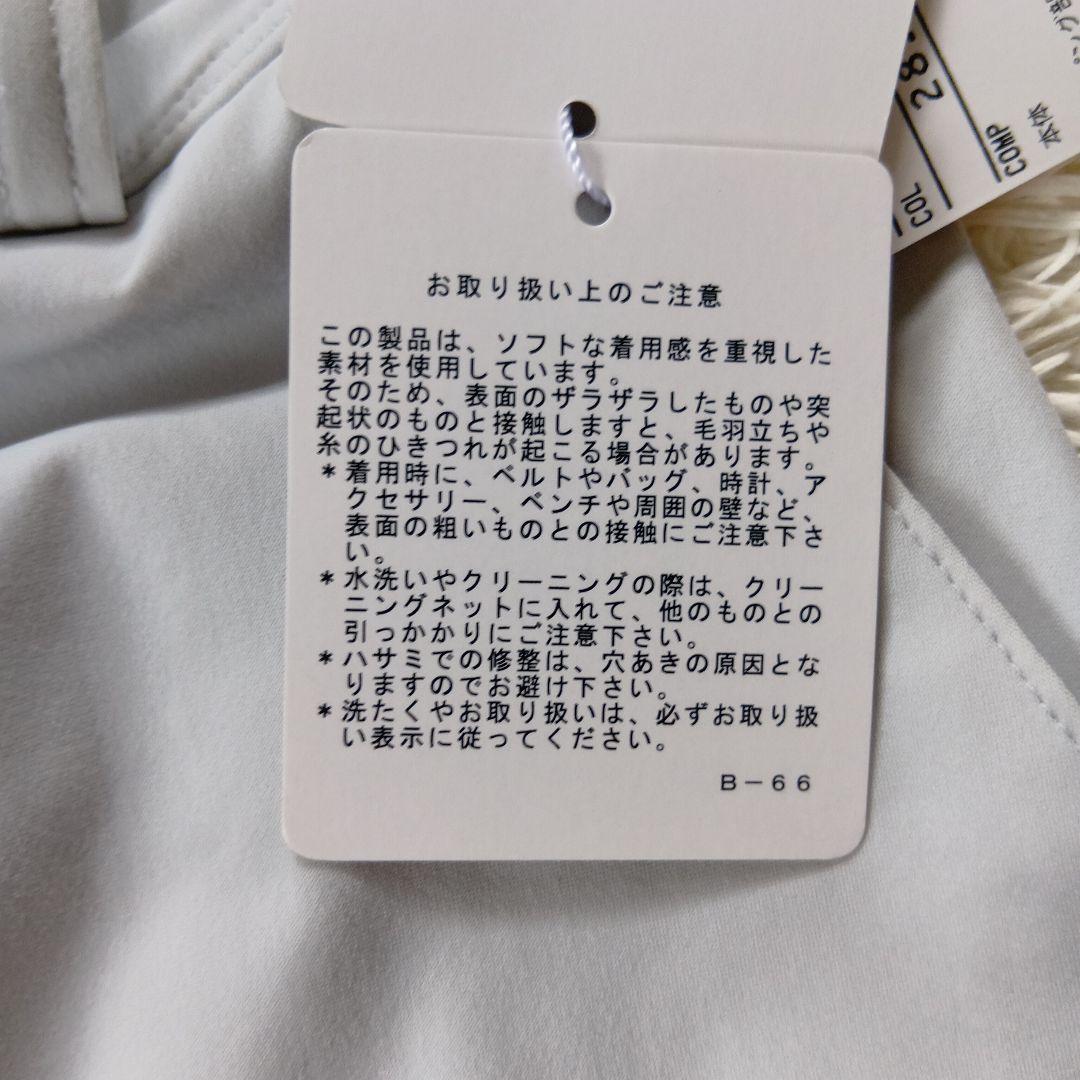 お取り扱い上のご注意
この製品は、ソフトな着用感を重視した
素材を使用しています。
そのため、表面のザラザラしたものや突
起状のものと接触しますと、毛羽立ちや
糸のひきつれが起こる場合があります。
＊着用時に、ベルトやバッグ、時計、ア
クセサリー、ベンチや周囲の壁など、
表面の粗いものとの接触にご注意下さ
い。
＊水洗いやクリーニングの際は、クリー
ニングネットに入れて、他のものとの
引っかかりにご注意下さい。
＊ハサミでの修整は、穴あきの原因とな
りますのでお避け下さい。
＊洗たくやお取り扱いは、必ずお取り扱
い表示に従ってください。
B－66
28
COL
COMP
本体